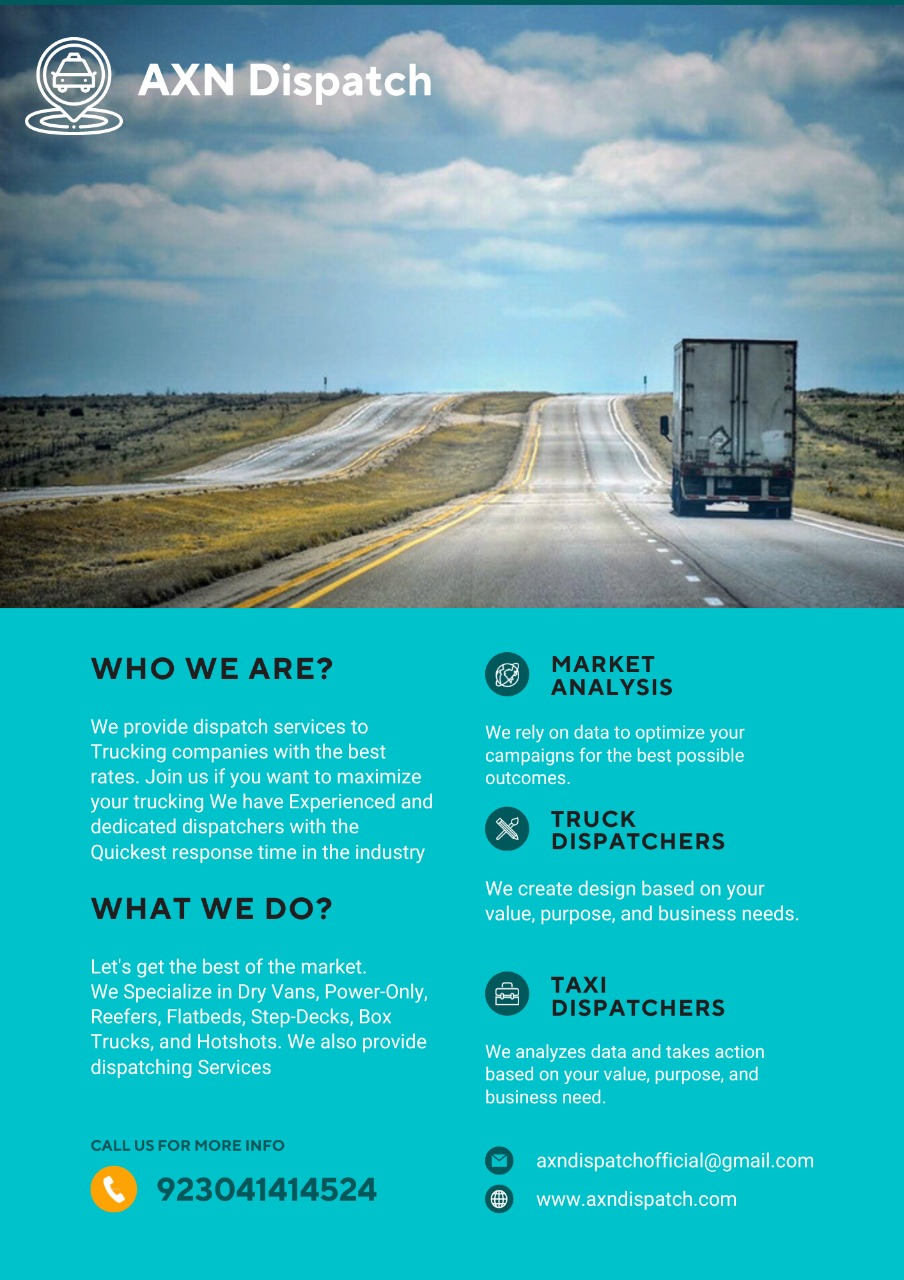 AXN Dispatch
WHO WE ARE?
We provide dispatch services to
Trucking companies with the best
rates. Join us if you want to maximize
your trucking We have Experienced and
dedicated dispatchers with the
Quickest response time in the industry
WHAT WE DO?
Let's get the best of the market.
We Specialize in Dry Vans, Power-Only,
Reefers, Flatbeds, Step-Decks, Box
Trucks, and Hotshots. We also provide
dispatching Services
CALL US FOR MORE INFO
923041414524
MARKET
ANALYSIS
We rely on data to optimize your
campaigns for the best possible
outcomes.
TRUCK
DISPATCHERS
We create design based on your
value, purpose, and business needs.
TAXI
DISPATCHERS
We analyzes data and takes action
based on your value, purpose, and
business need.
axndispatchofficial@gmail.com
www.axndispatch.com